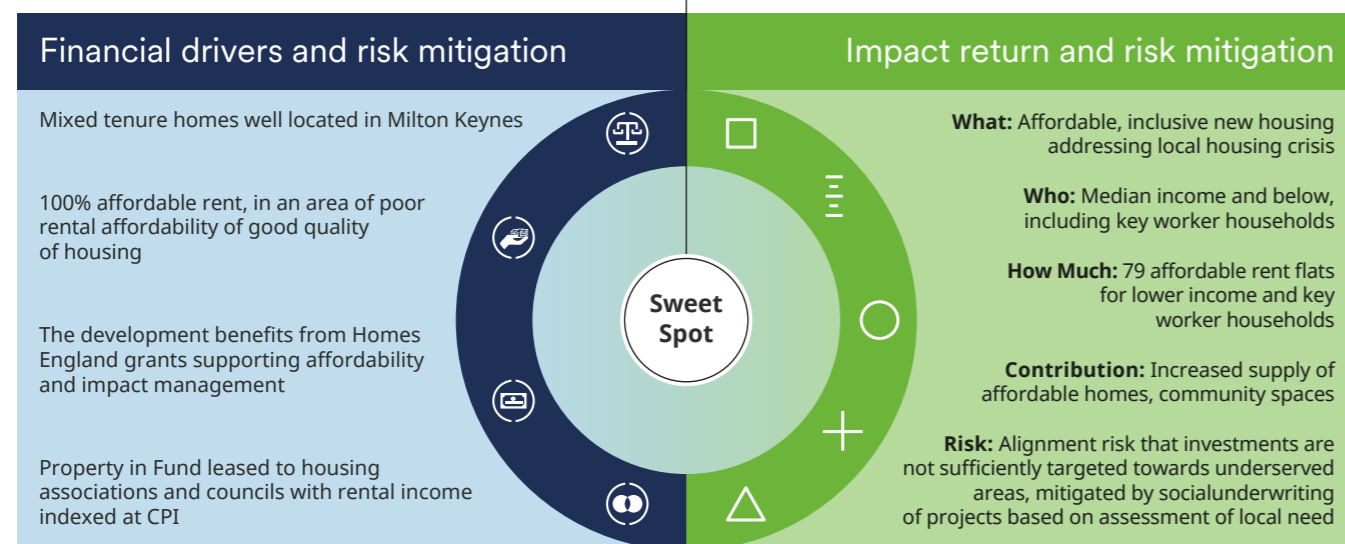 Financial drivers and risk mitigation
Mixed tenure homes well located in Milton Keynes
100% affordable rent, in an area of poor
rental affordability of good quality
of housing
The development benefits from Homes
England grants supporting affordability
and impact management
Property in Fund leased to housing
associations and councils with rental income
indexed at CPI
Sweet
Spot
Impact return and risk mitigation
What: Affordable, inclusive new housing
addressing local housing crisis
Who: Median income and below,
including key worker households
How Much: 79 affordable rent flats
for lower income and key
worker households
Contribution: Increased supply of
affordable homes, community spaces
Risk: Alignment risk that investments are
not sufficiently targeted towards underserved
areas, mitigated by socialunderwriting
of projects based on assessment of local need